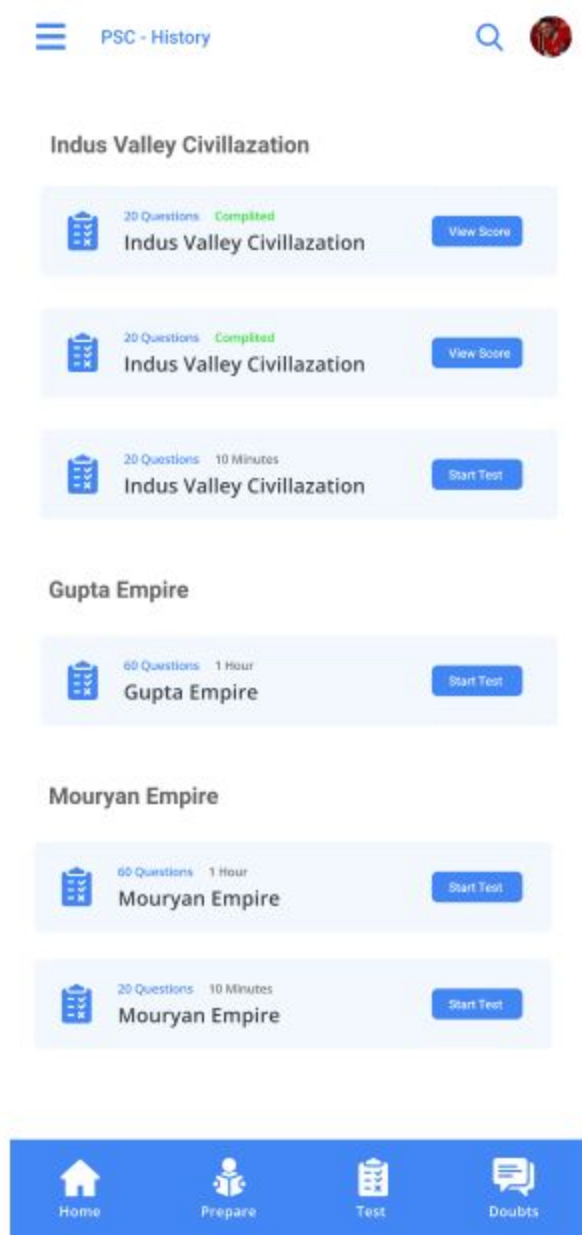 PSC - History
Indus Valley Civillazation
20 Questions Complited
Indus Valley Civillazation
View Score
20 Questions Complited
Indus Valley Civillazation
View Score
20 Questions 10 Minutes
Indus Valley Civillazation
Start Test
Gupta Empire
60 Questions 1 Hour
Gupta Empire
Start Test
Mouryan Empire
60 Questions 1 Hour
Mouryan Empire
Start Test
20 Questions 10 Minutes
Mouryan Empire
Start Test
Home Prepare Test Doubts